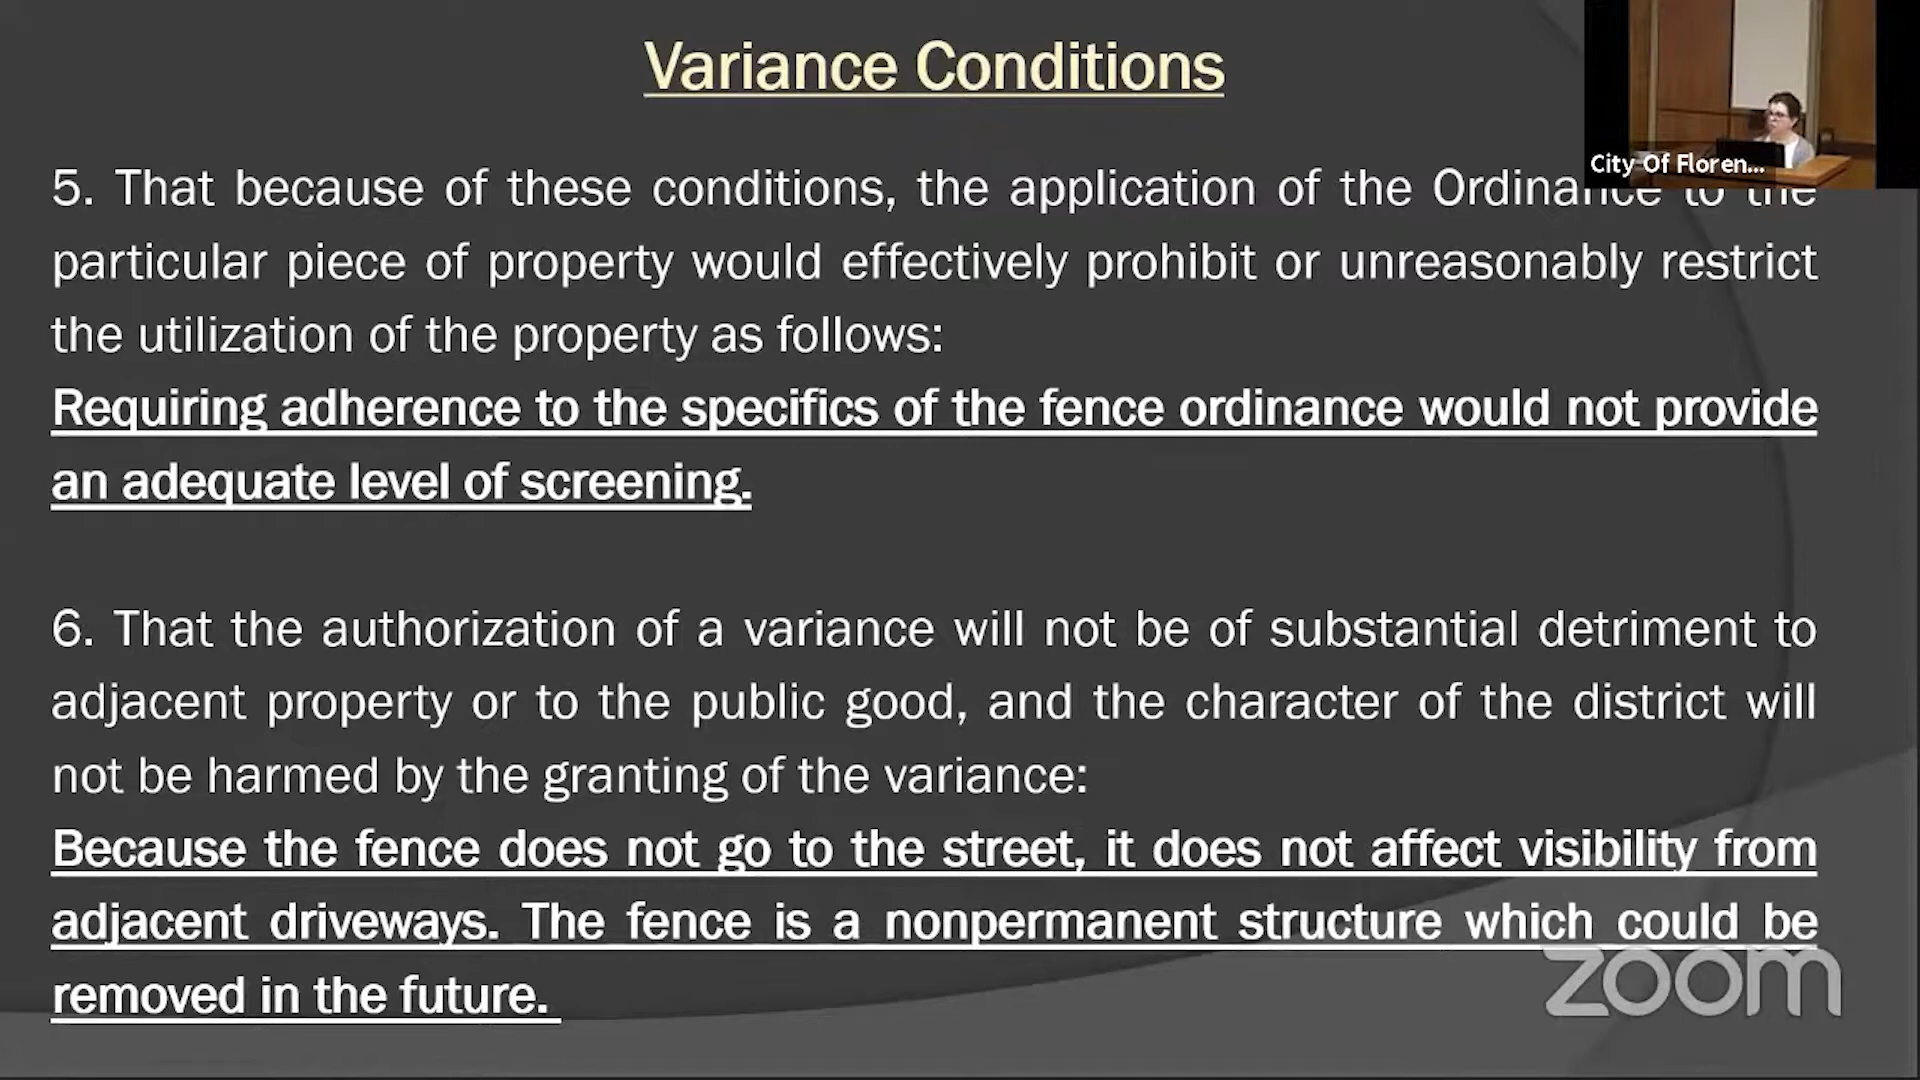 Variance Conditions
City Of Floren...
5. That because of these conditions, the application of the Ordinance to the
particular piece of property would effectively prohibit or unreasonably restrict
the utilization of the property as follows:
Requiring adherence to the specifics of the fence ordinance would not provide
an adequate level of screening.
6. That the authorization of a variance will not be of substantial detriment to
adjacent property or to the public good, and the character of the district will
not be harmed by the granting of the variance:
Because the fence does not go to the street, it does not affect visibility from
adjacent driveways. The fence is a nonpermanent structure which could be
removed in the future.
zoom